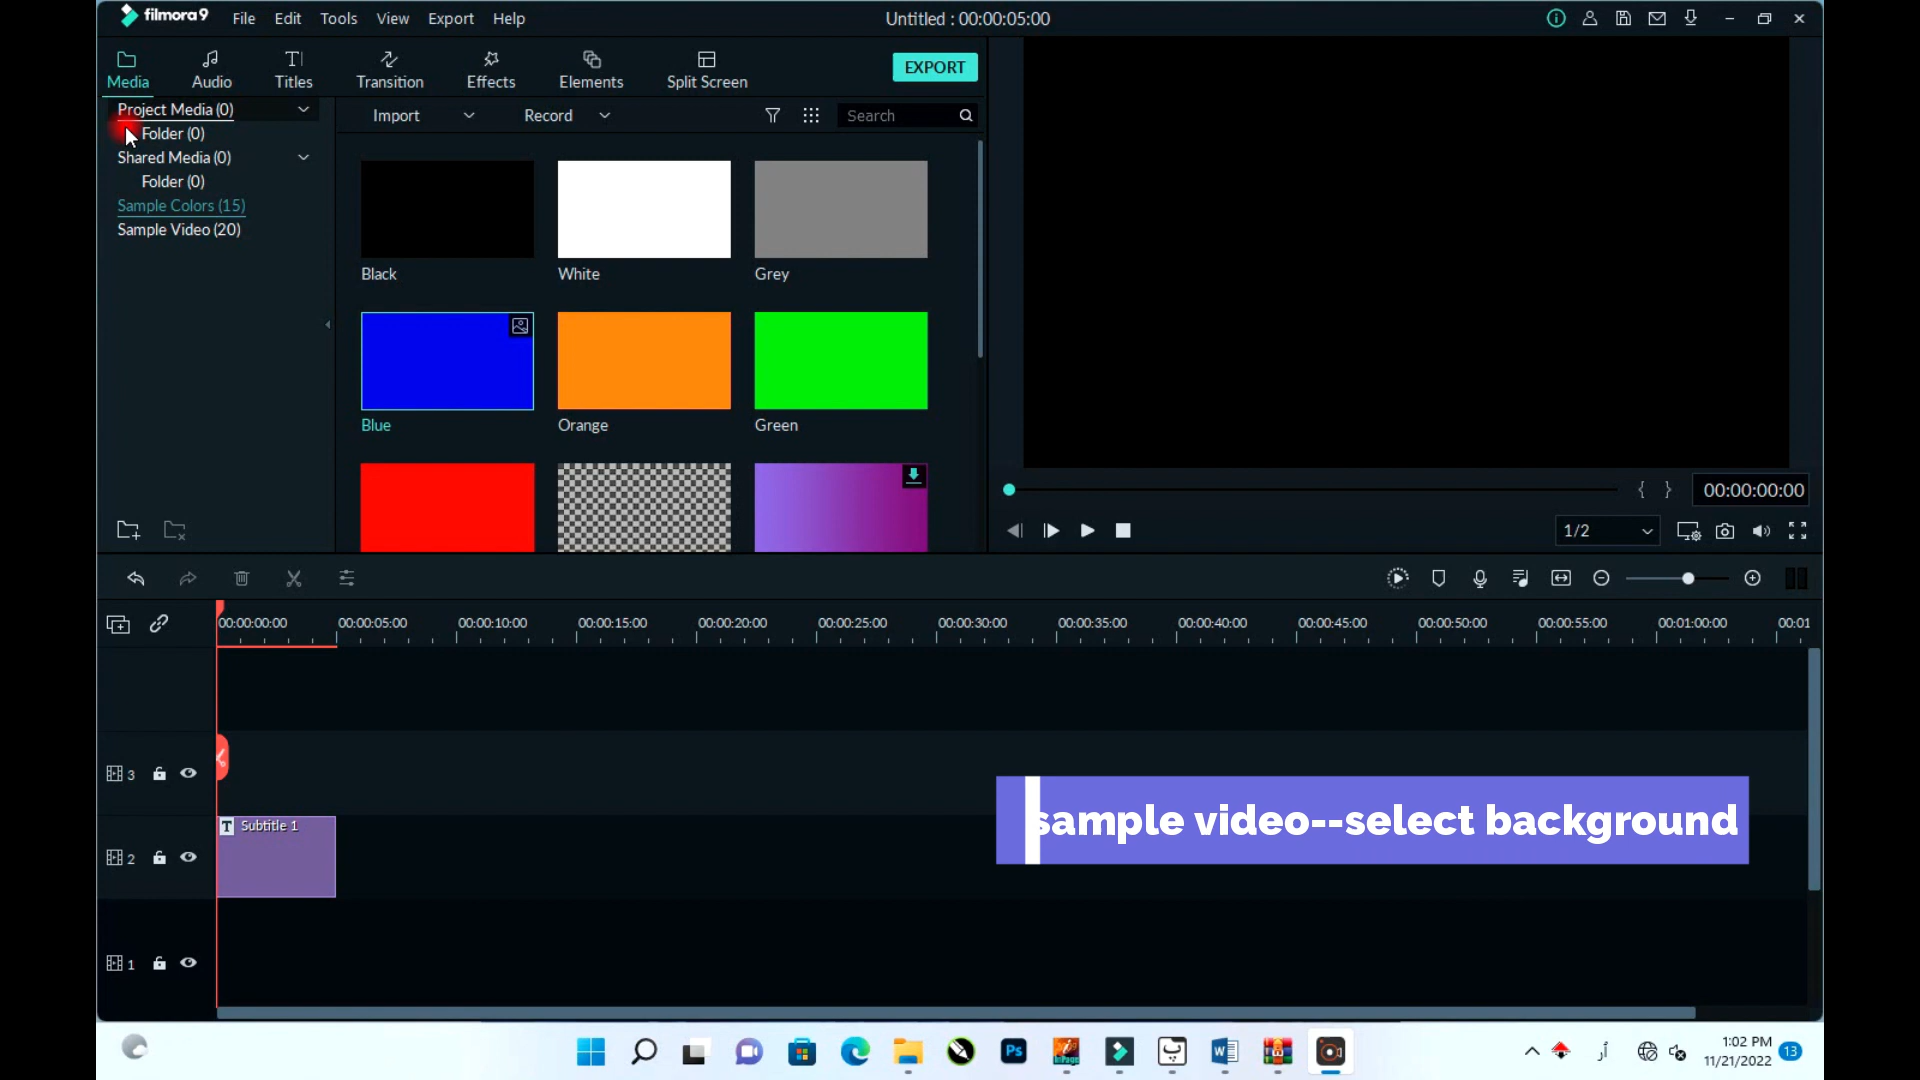 filmora9
File Edit Tools View Export Help
Untitled : 00:00:05:00
Media Audio Titles Transition Effects Elements Split Screen
EXPORT
Project Media (0)
Folder (0)
Shared Media (0)
Folder (0)
Sample Colors (15)
Sample Video (20)
Import Record Search
Black White Grey
Blue Orange Green
00:00:00:00
1/2
00:00:00:00 00:00:05:00 00:00:10:00 00:00:15:00 00:00:20:00 00:00:25:00 00:00:30:00 00:00:35:00 00:00:40:00 00:00:45:00 00:00:50:00 00:00:55:00 00:01:00:00 00:01
3
T Subtitle 1
2
sample video--select background
1
Ps
InPage
1:02 PM
11/21/2022
13